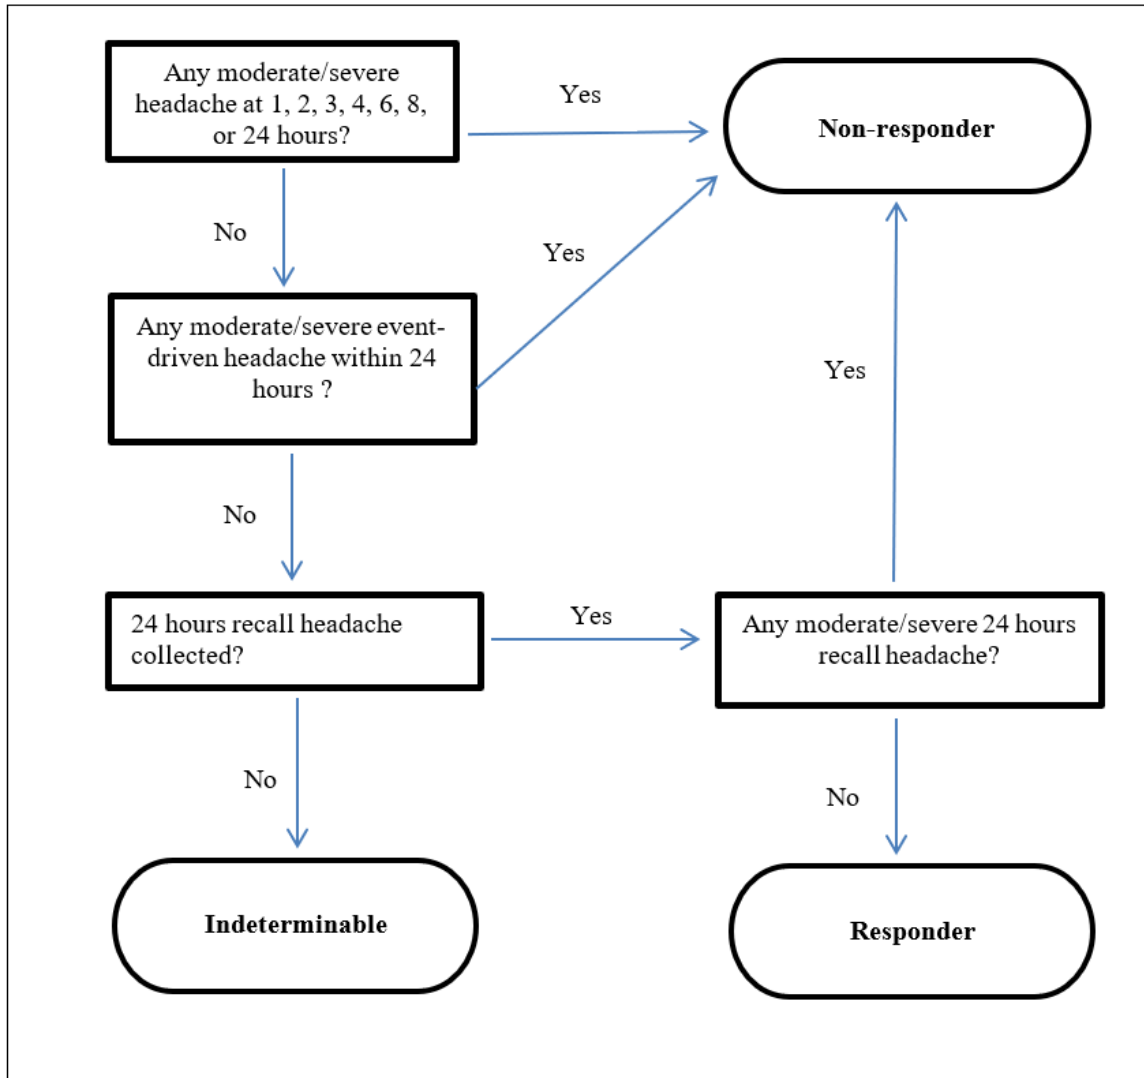 Any moderate/severe
headache at 1, 2, 3, 4, 6, 8,
or 24 hours?
Yes
Non-responder
No
Yes
Any moderate/severe event-
driven headache within 24
hours ?
Yes
No
24 hours recall headache
collected?
Yes
Any moderate/severe 24 hours
recall headache?
No
No
Indeterminable
Responder